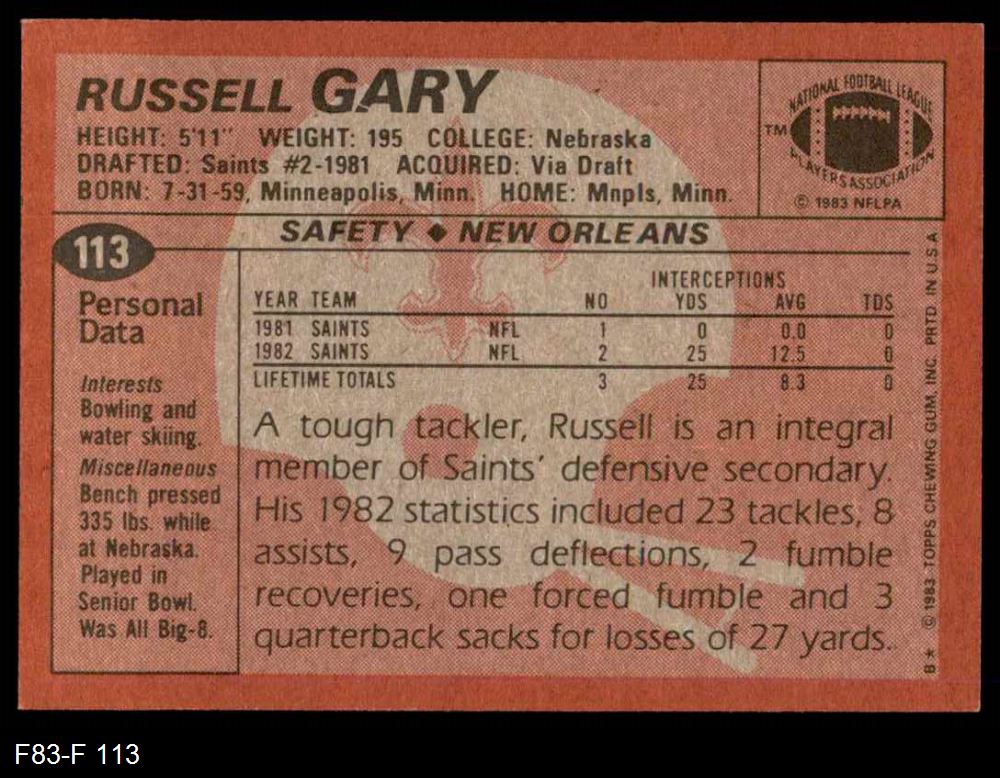 RUSSELL GARY
HEIGHT: 5'11" WEIGHT: 195 COLLEGE: Nebraska
DRAFTED: Saints #2-1981 ACQUIRED: Via Draft
BORN: 7-31-59, Minneapolis, Minn. HOME: Mnpls, Minn.
NATIONAL FOOTBALL LEAGUE
TM
PLAYERS ASSOCIATION
© 1983 NFLPA
113
SAFETY ◆ NEW ORLEANS
Personal
Data
Interests
Bowling and
water skiing.
Miscellaneous
Bench pressed
335 lbs. while
at Nebraska.
Played in
Senior Bowl.
Was All Big-8.
INTERCEPTIONS
YEAR TEAM NO YDS AVG TDS
1981 SAINTS NFL 1 0 0.0 0
1982 SAINTS NFL 2 25 12.5 0
LIFETIME TOTALS 3 25 8.3 0
A tough tackler, Russell is an integral
member of Saints' defensive secondary.
His 1982 statistics included 23 tackles, 8
assists, 9 pass deflections, 2 fumble
recoveries, one forced fumble and 3
quarterback sacks for losses of 27 yards.
B* © 1983 TOPPS CHEWING GUM, INC. PRTD. IN U.S.A.
F83-F 113